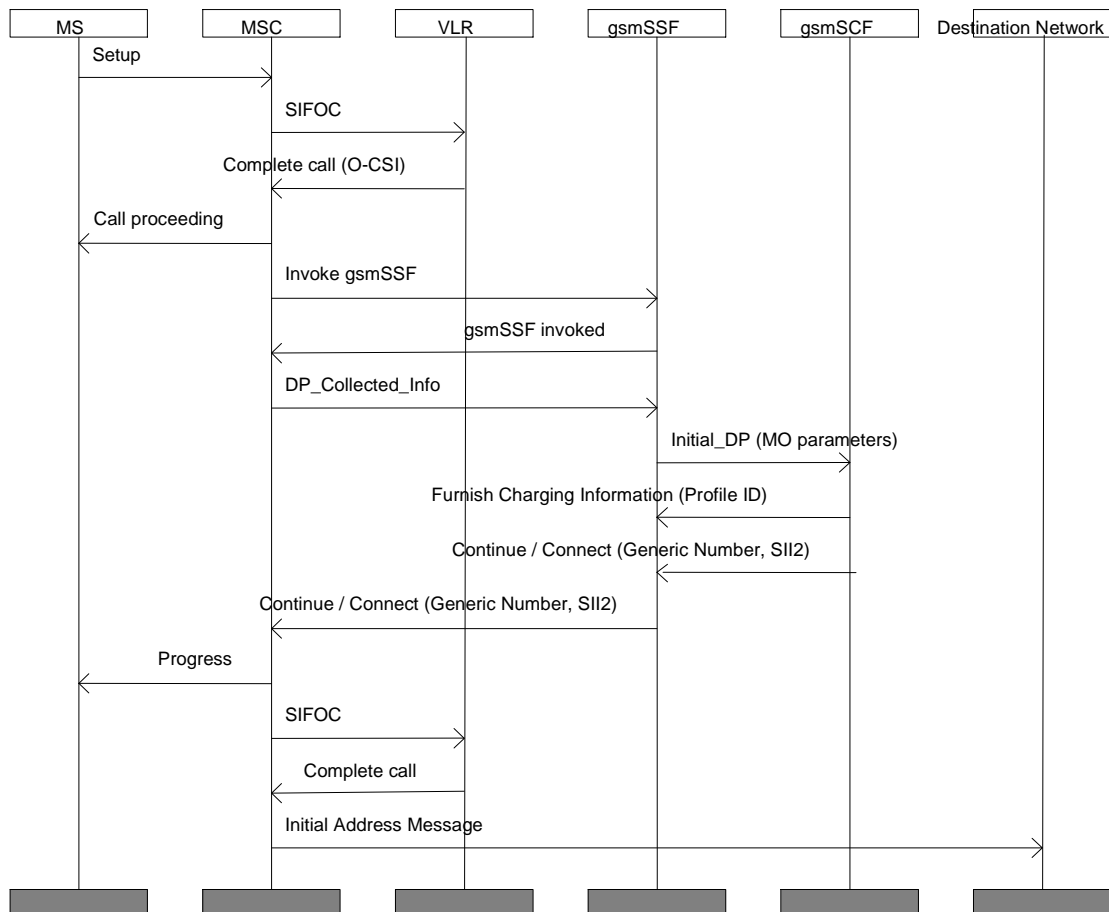 MS
MSC
VLR
gsmSSF
gsmSCF
Destination Network
Setup
SIFOC
Complete call (O-CSI)
Call proceeding
Invoke gsmSSF
gsmSSF invoked
DP_Collected_Info
Initial_DP (MO parameters)
Furnish Charging Information (Profile ID)
Continue / Connect (Generic Number, SII2)
Continue / Connect (Generic Number, SII2)
Progress
SIFOC
Complete call
Initial Address Message